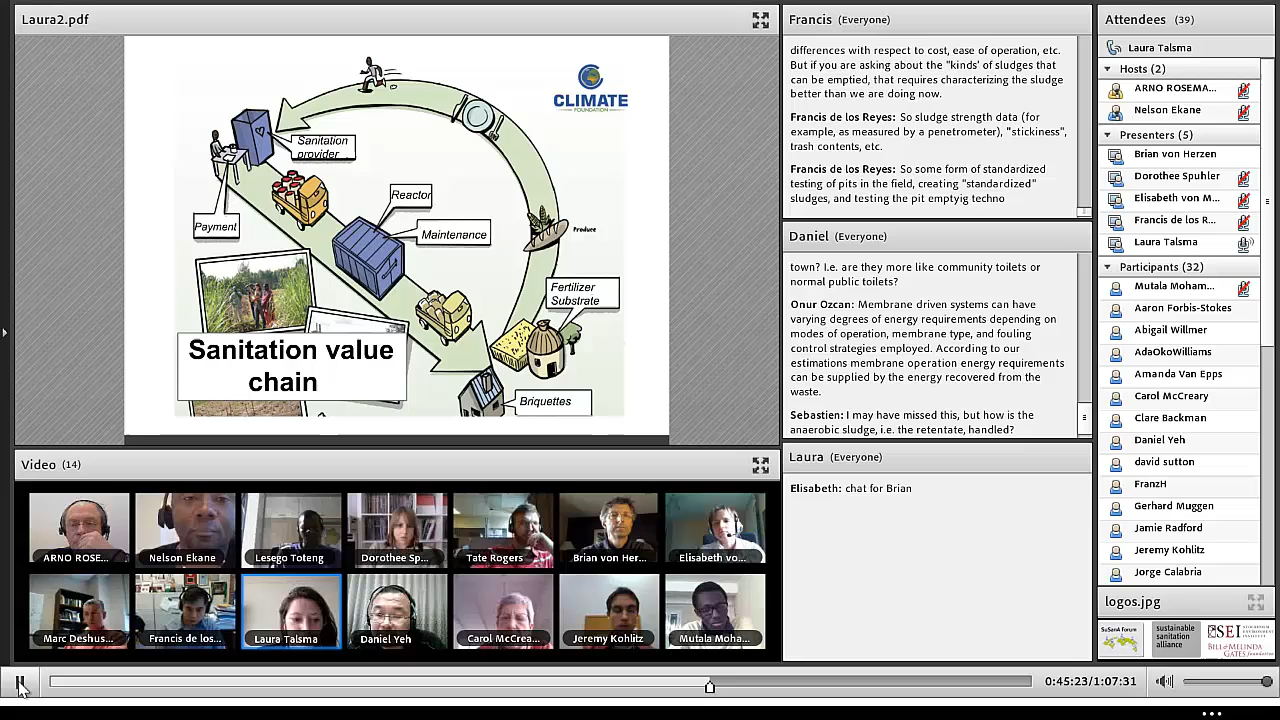 Laura2.pdf
CLIMATE
FOUNDATION
Sanitation
provider
Reactor
Payment
Maintenance
Produce
Fertilizer
Substrate
Sanitation value
chain
Briquettes
Video (14)
ARNO ROSE...
Nelson Ekane
Lesego Toteng
Dorothee Sp...
Tate Rogers
Brian von Her...
Elisabeth vo...
Marc Deshus...
Francis de los...
Laura Talsma
Daniel Yeh
Carol McCrea...
Jeremy Kohlitz
Mutala Moha...
Francis (Everyone)
differences with respect to cost, ease of operation, etc.
But if you are asking about the "kinds' of sludges that
can be emptied, that requires characterizing the sludge
better than we are doing now.
Francis de los Reyes: So sludge strength data (for
example, as measured by a penetrometer), "stickiness",
trash contents, etc.
Francis de los Reyes: So some form of standardized
testing of pits in the field, creating "standardized"
sludges, and testing the pit emptyig techno
Daniel (Everyone)
town? I.e. are they more like community toilets or
normal public toilets?
Onur Ozcan: Membrane driven systems can have
varying degrees of energy requirements depending on
modes of operation, membrane type, and fouling
control strategies employed. According to our
estimations membrane operation energy requirements
can be supplied by the energy recovered from the
waste.
Sebastien: I may have missed this, but how is the
anaerobic sludge, i.e. the retentate, handled?
Laura (Everyone)
Elisabeth: chat for Brian
Attendees (39)
Laura Talsma
Hosts (2)
ARNO ROSEMA...
Nelson Ekane
Presenters (5)
Brian von Herzen
Dorothee Spuhler
Elisabeth von M...
Francis de los R...
Laura Talsma
Participants (32)
Mutala Moham...
Aaron Forbis-Stokes
Abigail Willmer
AdaOkoWilliams
Amanda Van Epps
Carol McCreary
Clare Backman
Daniel Yeh
david sutton
FranzH
Gerhard Muggen
Jamie Radford
Jeremy Kohlitz
Jorge Calabria
logos.jpg
SuSanA Forum
sustainable
sanitation
alliance
SEI
STOCKHOLM
ENVIRONMENT
INSTITUTE
BILL & MELINDA
GATES foundation
0:45:23/1:07:31